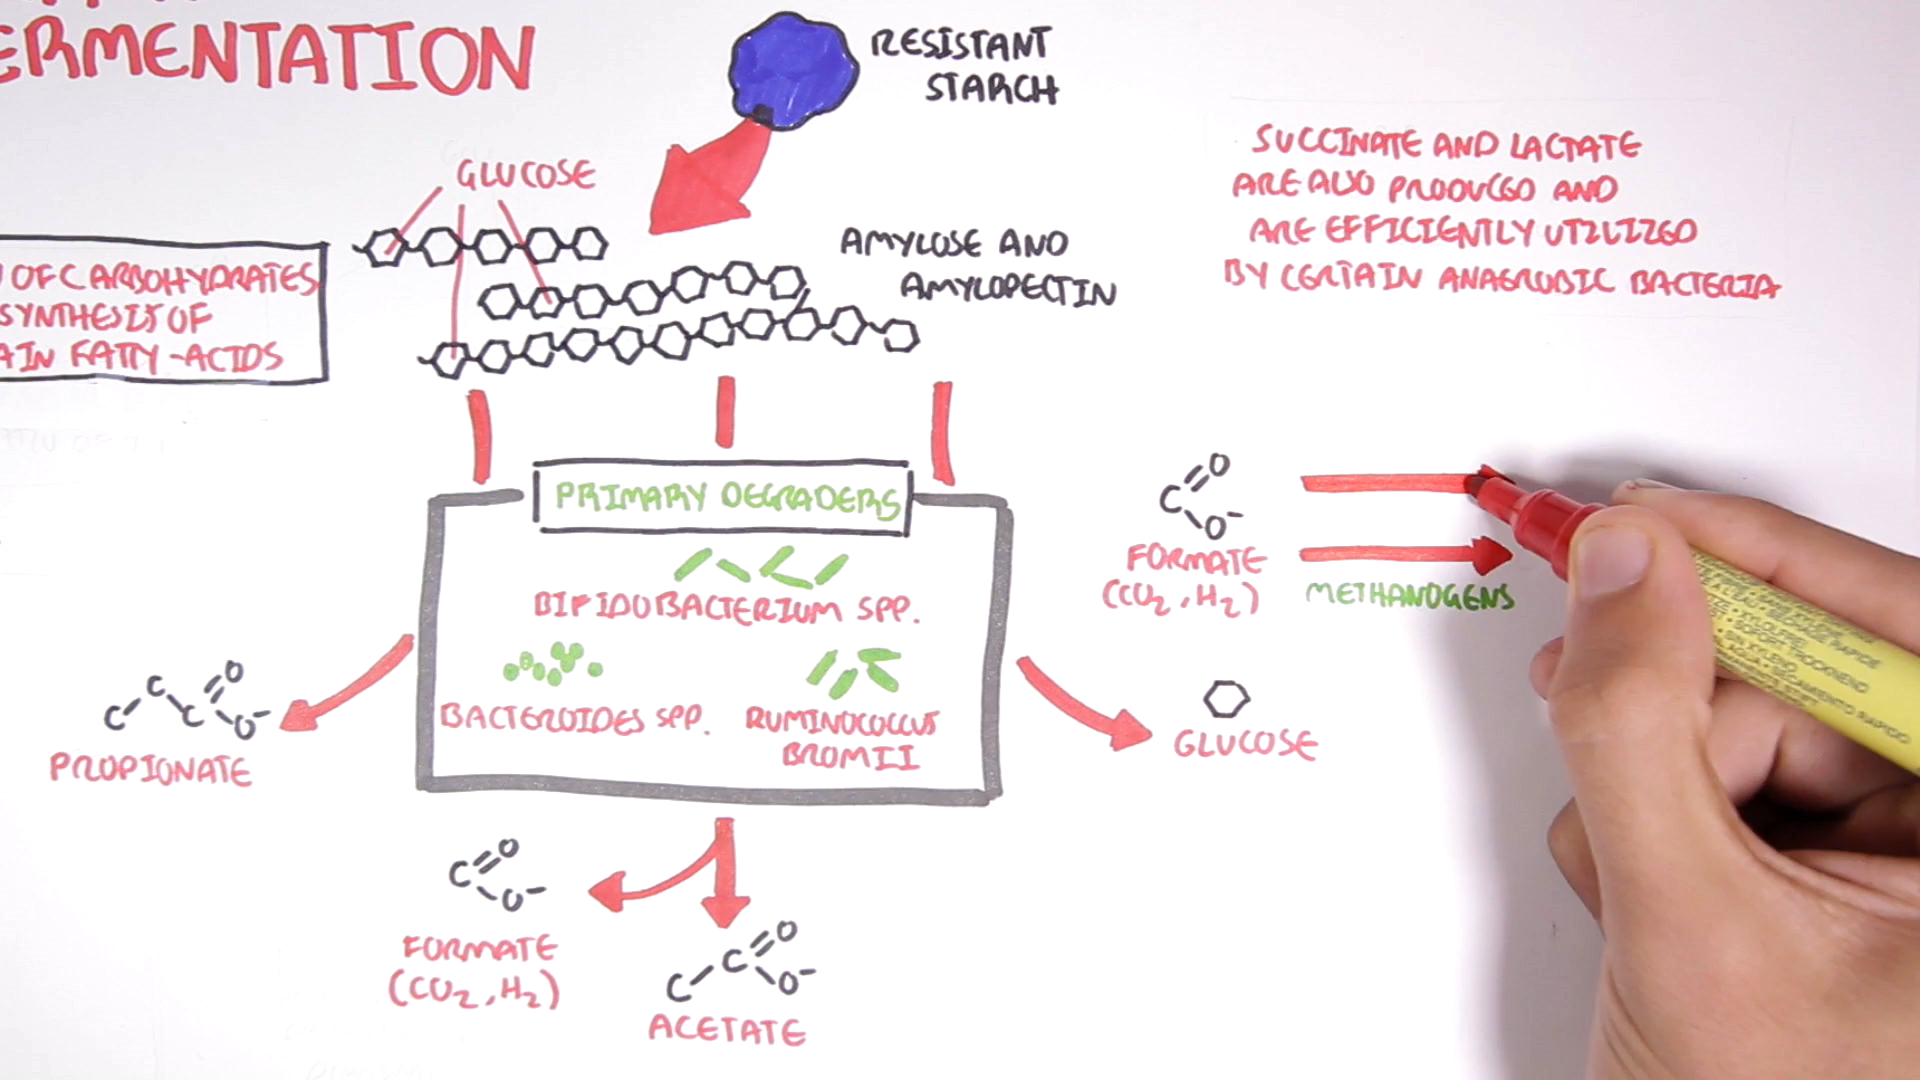 ERMENTATION
RESISTANT
STARCH
GLUCOSE
SUCCINATE AND LACTATE
ARE ALSO PRODUCED AND
ARE EFFICIENTLY UTILIZED
BY CERTAIN ANAEROBIC BACTERIA
AMYLOSE AND
AMYLOPECTIN
OF CARBOHYDRATES
SYNTHESIS OF
AIN FATTY-ACIDS
PRIMARY DEGRADERS
BIFIDOBACTERIUM SPP.
BACTEROIDES SPP.
RUMINOCOCCUS
BROMII
C O
O-
FORMATE
(CO2, H2)
METHANOGENS
GLUCOSE
C C C O
O-
PROPIONATE
C O
O-
FORMATE
(CO2, H2)
C C O
O-
ACETATE